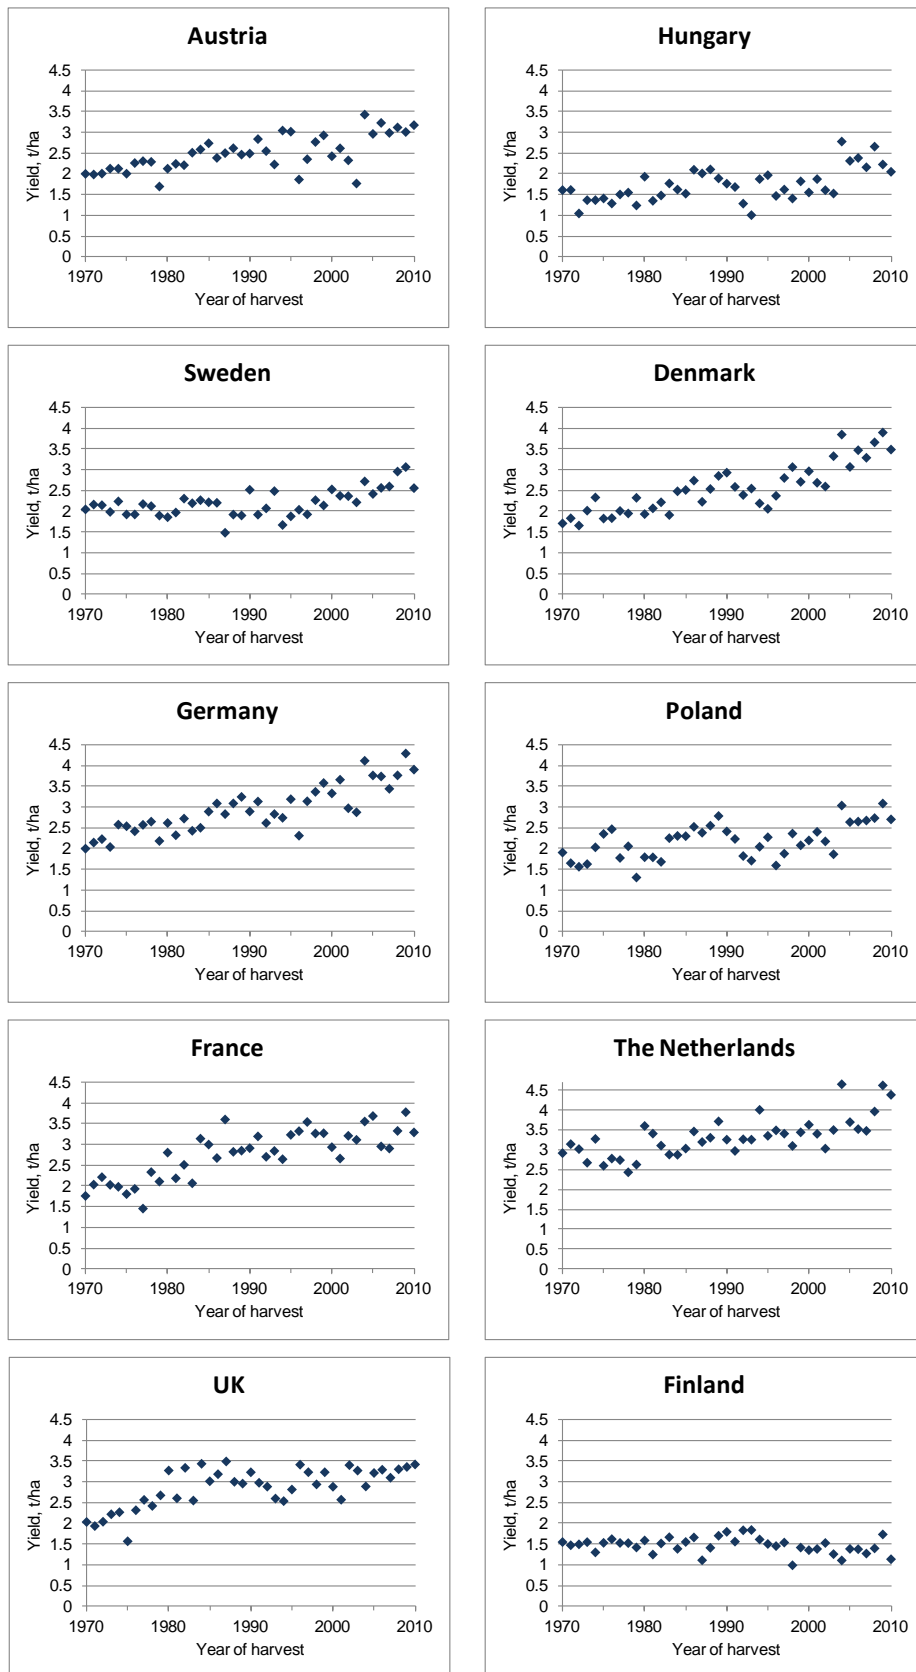 Austria
Yield, t/ha
4.5
4
3.5
3
2.5
2
1.5
1
0.5
0
1970 1980 1990 2000 2010
Year of harvest
Hungary
Yield, t/ha
4.5
4
3.5
3
2.5
2
1.5
1
0.5
0
1970 1980 1990 2000 2010
Year of harvest
Sweden
Yield, t/ha
4.5
4
3.5
3
2.5
2
1.5
1
0.5
0
1970 1980 1990 2000 2010
Year of harvest
Denmark
Yield, t/ha
4.5
4
3.5
3
2.5
2
1.5
1
0.5
0
1970 1980 1990 2000 2010
Year of harvest
Germany
Yield, t/ha
4.5
4
3.5
3
2.5
2
1.5
1
0.5
0
1970 1980 1990 2000 2010
Year of harvest
Poland
Yield, t/ha
4.5
4
3.5
3
2.5
2
1.5
1
0.5
0
1970 1980 1990 2000 2010
Year of harvest
France
Yield, t/ha
4.5
4
3.5
3
2.5
2
1.5
1
0.5
0
1970 1980 1990 2000 2010
Year of harvest
The Netherlands
Yield, t/ha
4.5
4
3.5
3
2.5
2
1.5
1
0.5
0
1970 1980 1990 2000 2010
Year of harvest
UK
Yield, t/ha
4.5
4
3.5
3
2.5
2
1.5
1
0.5
0
1970 1980 1990 2000 2010
Year of harvest
Finland
Yield, t/ha
4.5
4
3.5
3
2.5
2
1.5
1
0.5
0
1970 1980 1990 2000 2010
Year of harvest